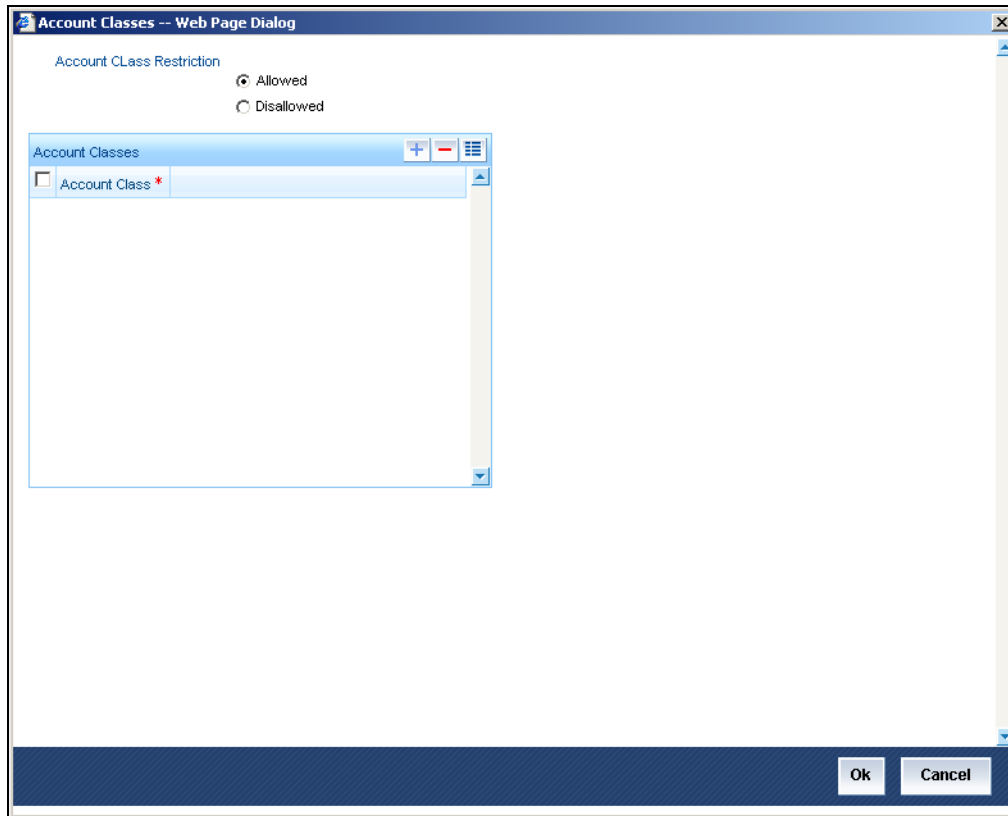 Account Classes -- Web Page Dialog
Account CLass Restriction
Allowed
Disallowed
Account Classes
Account Class *
Ok
Cancel